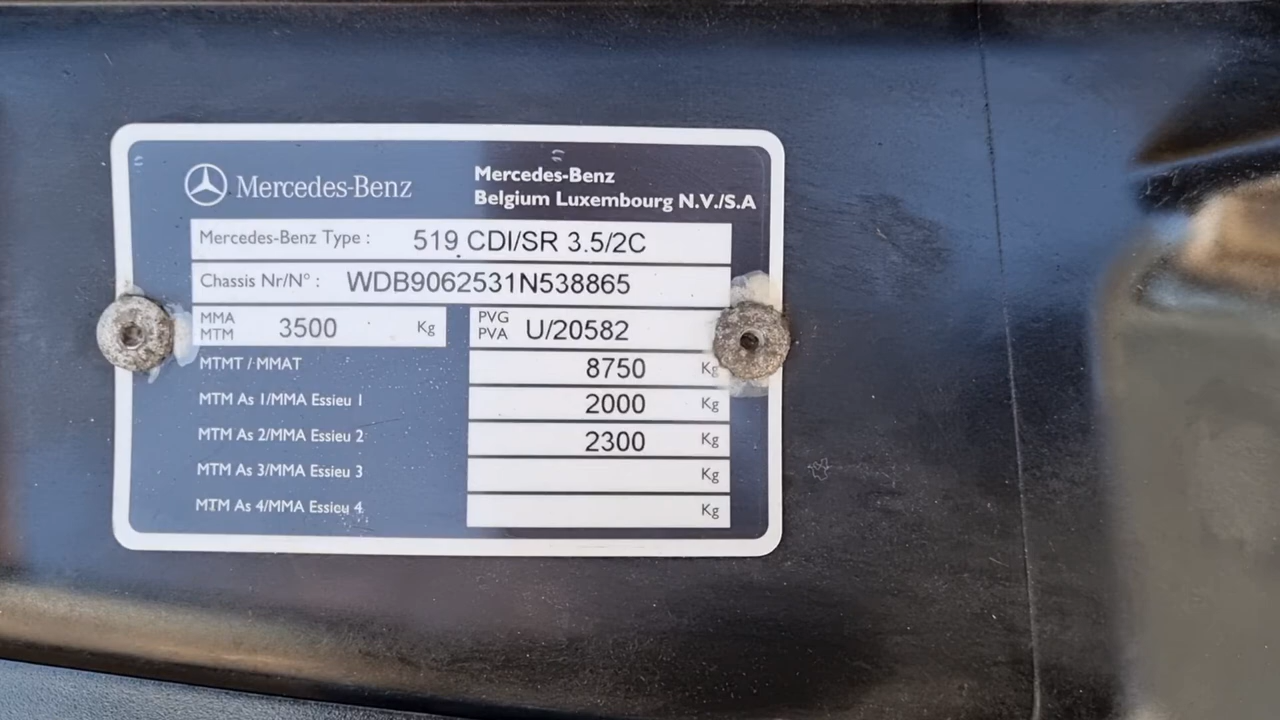 Mercedes-Benz
Mercedes-Benz
Belgium Luxembourg N.V./S.A
Mercedes-Benz Type : 519 CDI/SR 3.5/2C
Chassis Nr/N° : WDB9062531N538865
MMA
MTM 3500 Kg
PVG
PVA U/20582
MTMT / MMAT 8750 Kg
MTM As 1/MMA Essieu 1 2000 Kg
MTM As 2/MMA Essieu 2 2300 Kg
MTM As 3/MMA Essieu 3 Kg
MTM As 4/MMA Essieu 4 Kg